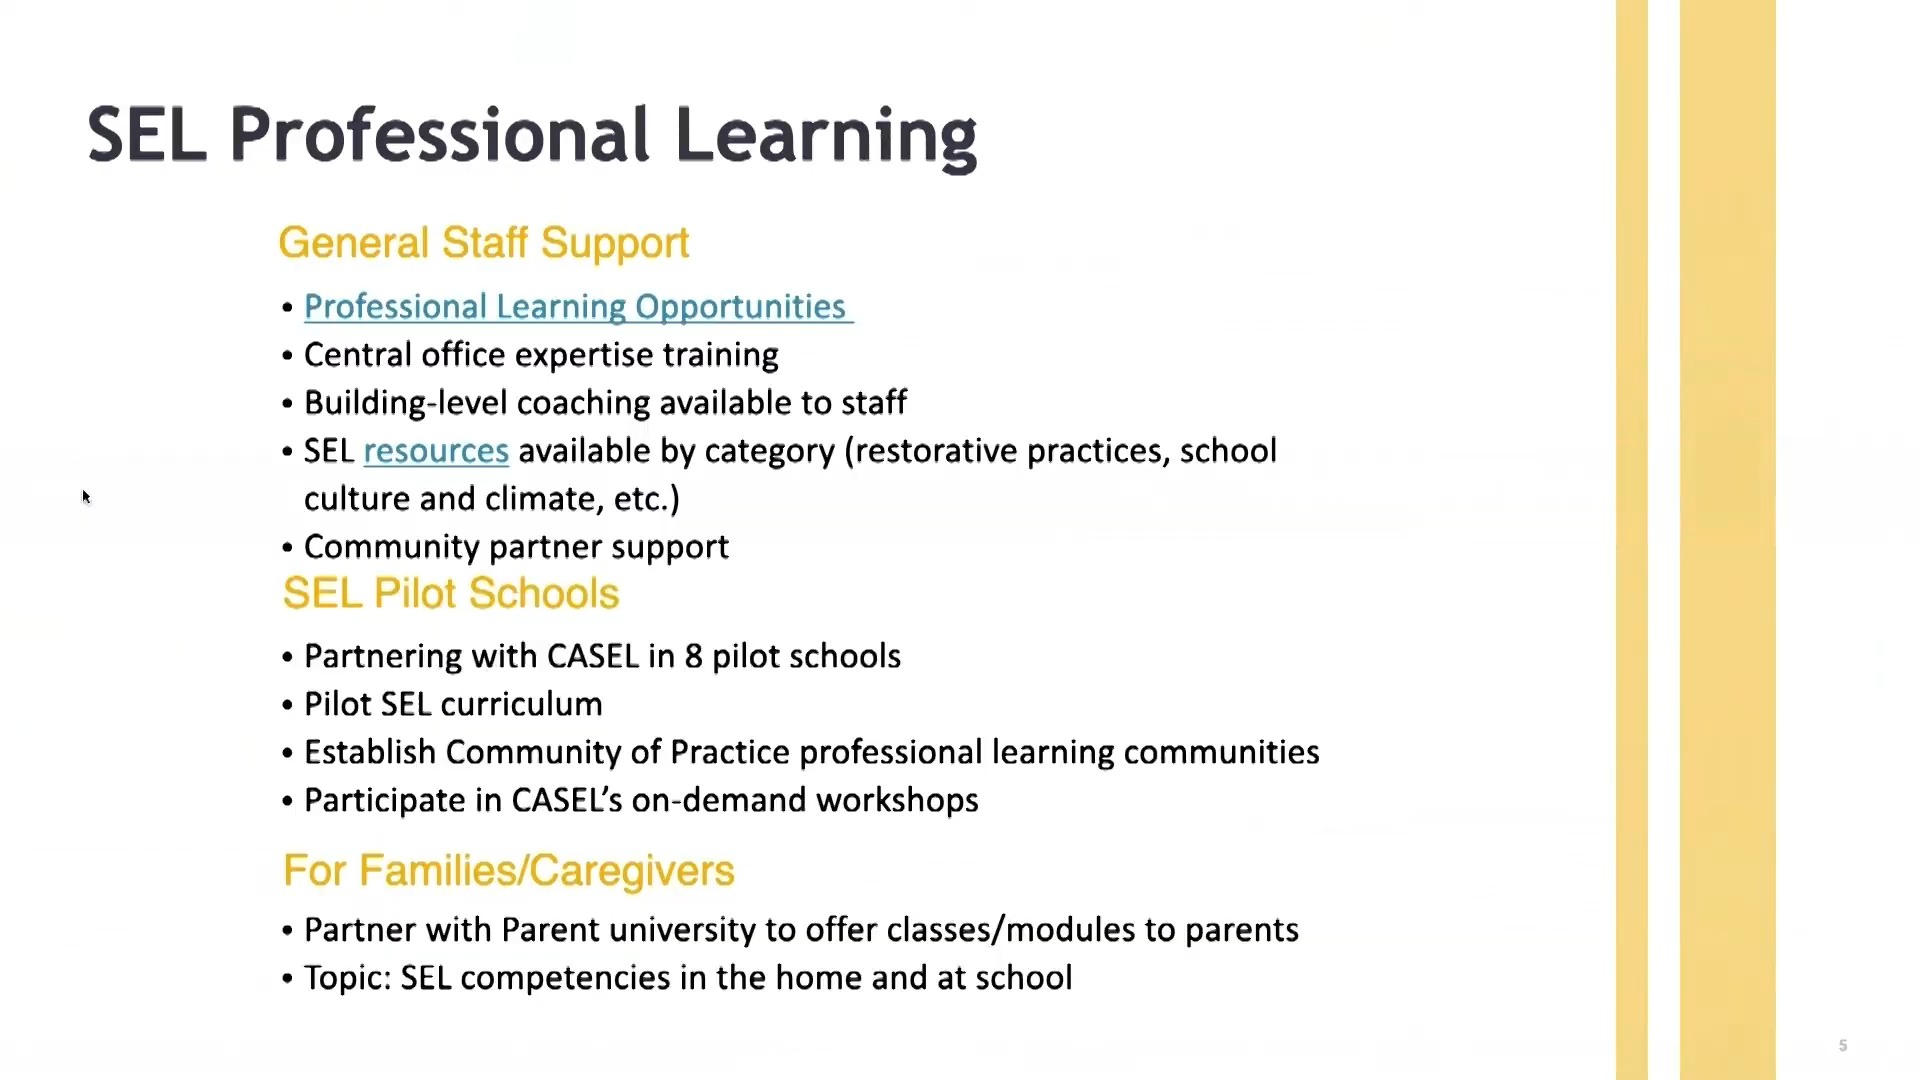 SEL Professional Learning
General Staff Support
• Professional Learning Opportunities
• Central office expertise training
• Building-level coaching available to staff
• SEL resources available by category (restorative practices, school
culture and climate, etc.)
• Community partner support
SEL Pilot Schools
• Partnering with CASEL in 8 pilot schools
• Pilot SEL curriculum
• Establish Community of Practice professional learning communities
• Participate in CASEL’s on-demand workshops
For Families/Caregivers
• Partner with Parent university to offer classes/modules to parents
• Topic: SEL competencies in the home and at school
5